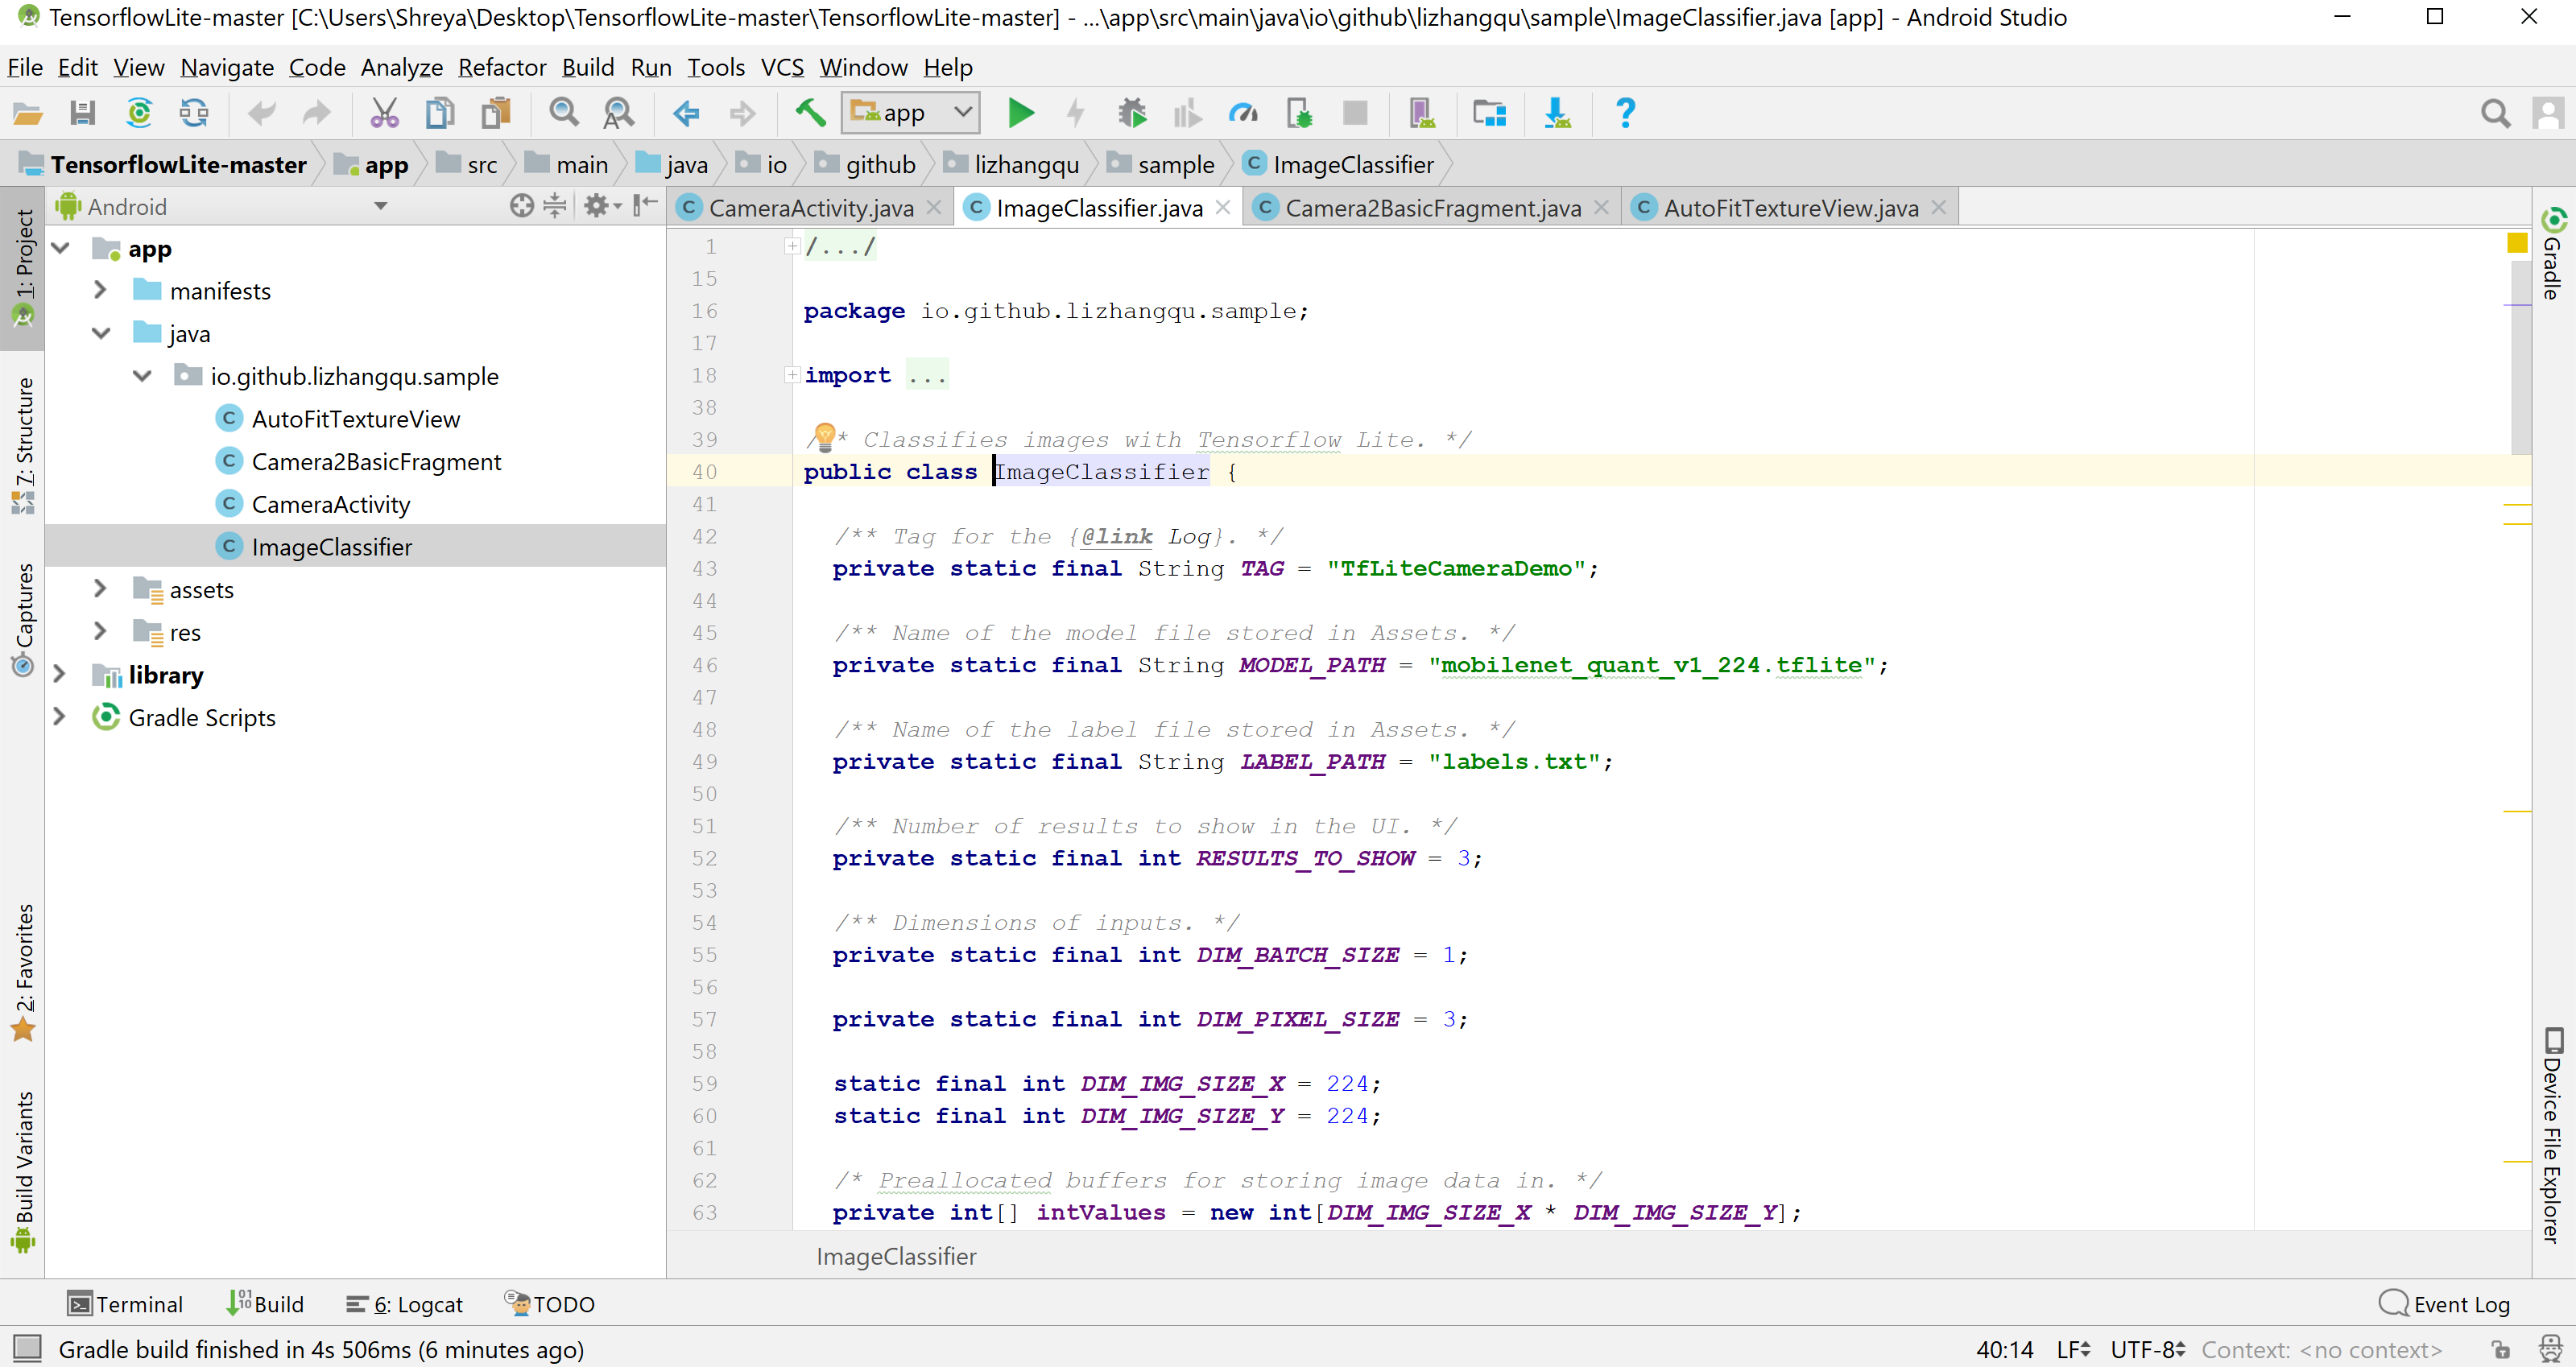 TensorflowLite-master [C:\Users\Shreya\Desktop\TensorflowLite-master\TensorflowLite-master] - ...\app\src\main\java\io\github\lizhangqu\sample\ImageClassifier.java [app] - Android Studio
File Edit View Navigate Code Analyze Refactor Build Run Tools VCS Window Help
app
TensorflowLite-master app src main java io github lizhangqu sample ImageClassifier
Android
CameraActivity.java ImageClassifier.java Camera2BasicFragment.java AutoFitTextureView.java
1: Project
7: Structure
Captures
2: Favorites
Build Variants
app
manifests
java
io.github.lizhangqu.sample
AutoFitTextureView
Camera2BasicFragment
CameraActivity
ImageClassifier
assets
res
library
Gradle Scripts
1 /.../
15
16 package io.github.lizhangqu.sample;
17
18 import ...
38
39 /* Classifies images with Tensorflow Lite. */
40 public class ImageClassifier {
41
42 /** Tag for the {@link Log}. */
43 private static final String TAG = "TfLiteCameraDemo";
44
45 /** Name of the model file stored in Assets. */
46 private static final String MODEL_PATH = "mobilenet_quant_v1_224.tflite";
47
48 /** Name of the label file stored in Assets. */
49 private static final String LABEL_PATH = "labels.txt";
50
51 /** Number of results to show in the UI. */
52 private static final int RESULTS_TO_SHOW = 3;
53
54 /** Dimensions of inputs. */
55 private static final int DIM_BATCH_SIZE = 1;
56
57 private static final int DIM_PIXEL_SIZE = 3;
58
59 static final int DIM_IMG_SIZE_X = 224;
60 static final int DIM_IMG_SIZE_Y = 224;
61
62 /* Preallocated buffers for storing image data in. */
63 private int[] intValues = new int[DIM_IMG_SIZE_X * DIM_IMG_SIZE_Y];
ImageClassifier
Gradle
Device File Explorer
Terminal Build 6: Logcat TODO Event Log
Gradle build finished in 4s 506ms (6 minutes ago) 40:14 LF UTF-8 Context: <no context>